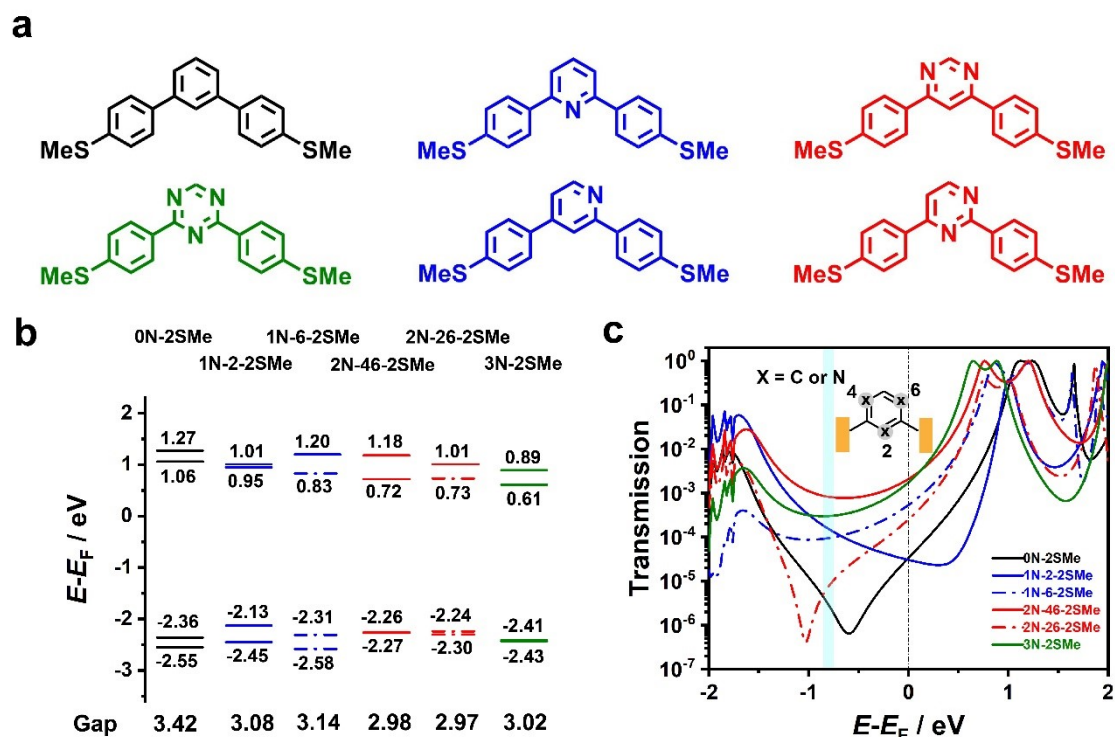 a
N
N N
MeS SMe
MeS SMe
MeS SMe
N N
N
N
N
N
MeS SMe
MeS SMe
MeS SMe
b
0N-2SMe 1N-6-2SMe 2N-26-2SMe
1N-2-2SMe 2N-46-2SMe 3N-2SMe
E-EF / eV
2
1
0
-1
-2
-3
1.27 1.01 1.20 1.18 1.01 0.89
1.06 0.95 0.83 0.72 0.73 0.61
-2.36 -2.13 -2.31 -2.26 -2.24 -2.41
-2.55 -2.45 -2.58 -2.27 -2.30 -2.43
Gap 3.42 3.08 3.14 2.98 2.97 3.02
c
Transmission
10^0
10^-1
10^-2
10^-3
10^-4
10^-5
10^-6
10^-7
X = C or N
4 6
x x
x
2
0N-2SMe
1N-2-2SMe
1N-6-2SMe
2N-46-2SMe
2N-26-2SMe
3N-2SMe
-2 -1 0 1 2
E-EF / eV